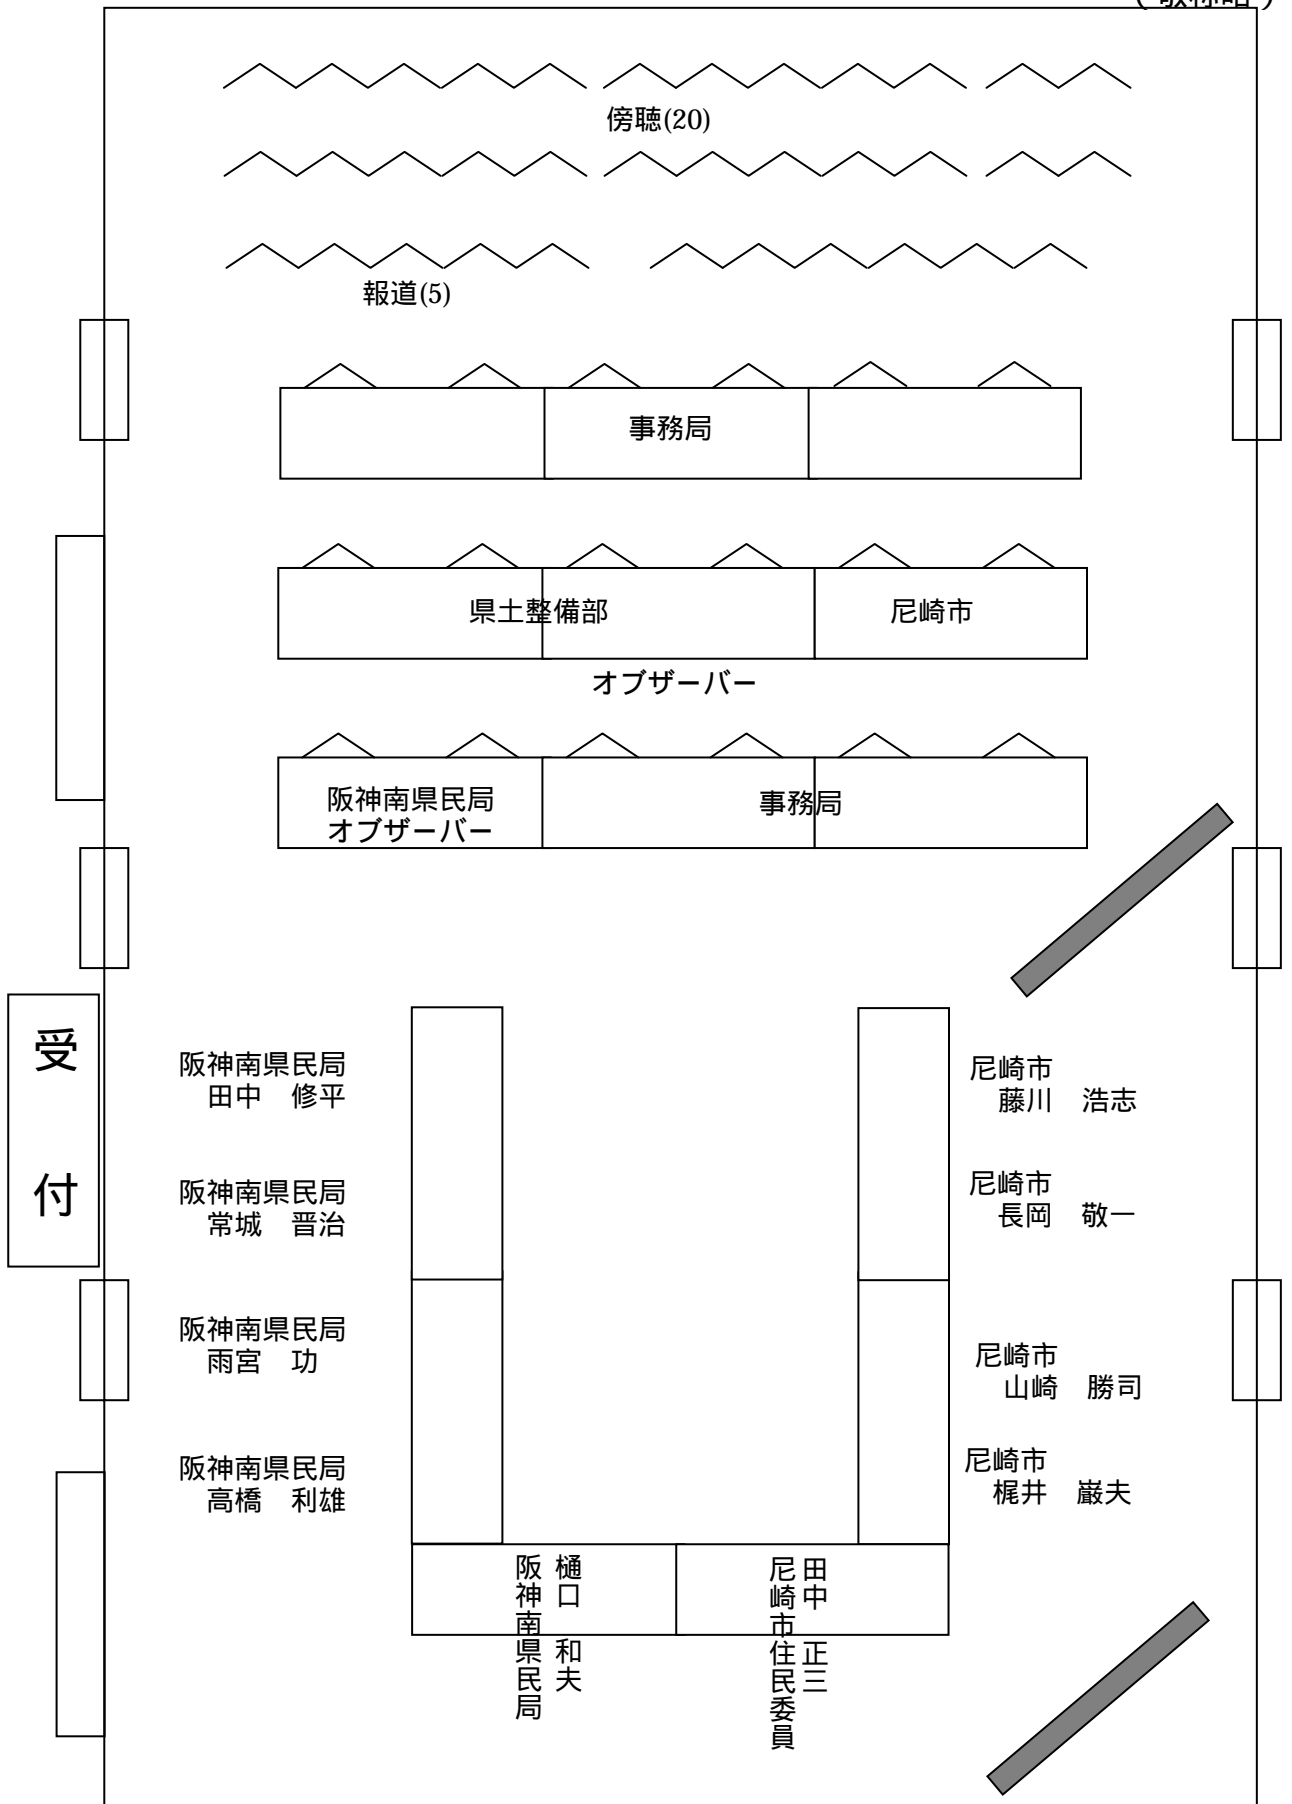 (敬称略)
傍聴(20)
報道(5)
事務局
県土整備部
尼崎市
オブザーバー
阪神南県民局
オブザーバー
事務局
受付
阪神南県民局
田中 修平
阪神南県民局
常城 晋治
阪神南県民局
雨宮 功
阪神南県民局
高橋 利雄
尼崎市
藤川 浩志
尼崎市
長岡 敬一
尼崎市
山崎 勝司
尼崎市
梶井 巌夫
樋口 和夫
阪神南県民局
田中 正三
尼崎市住民委員